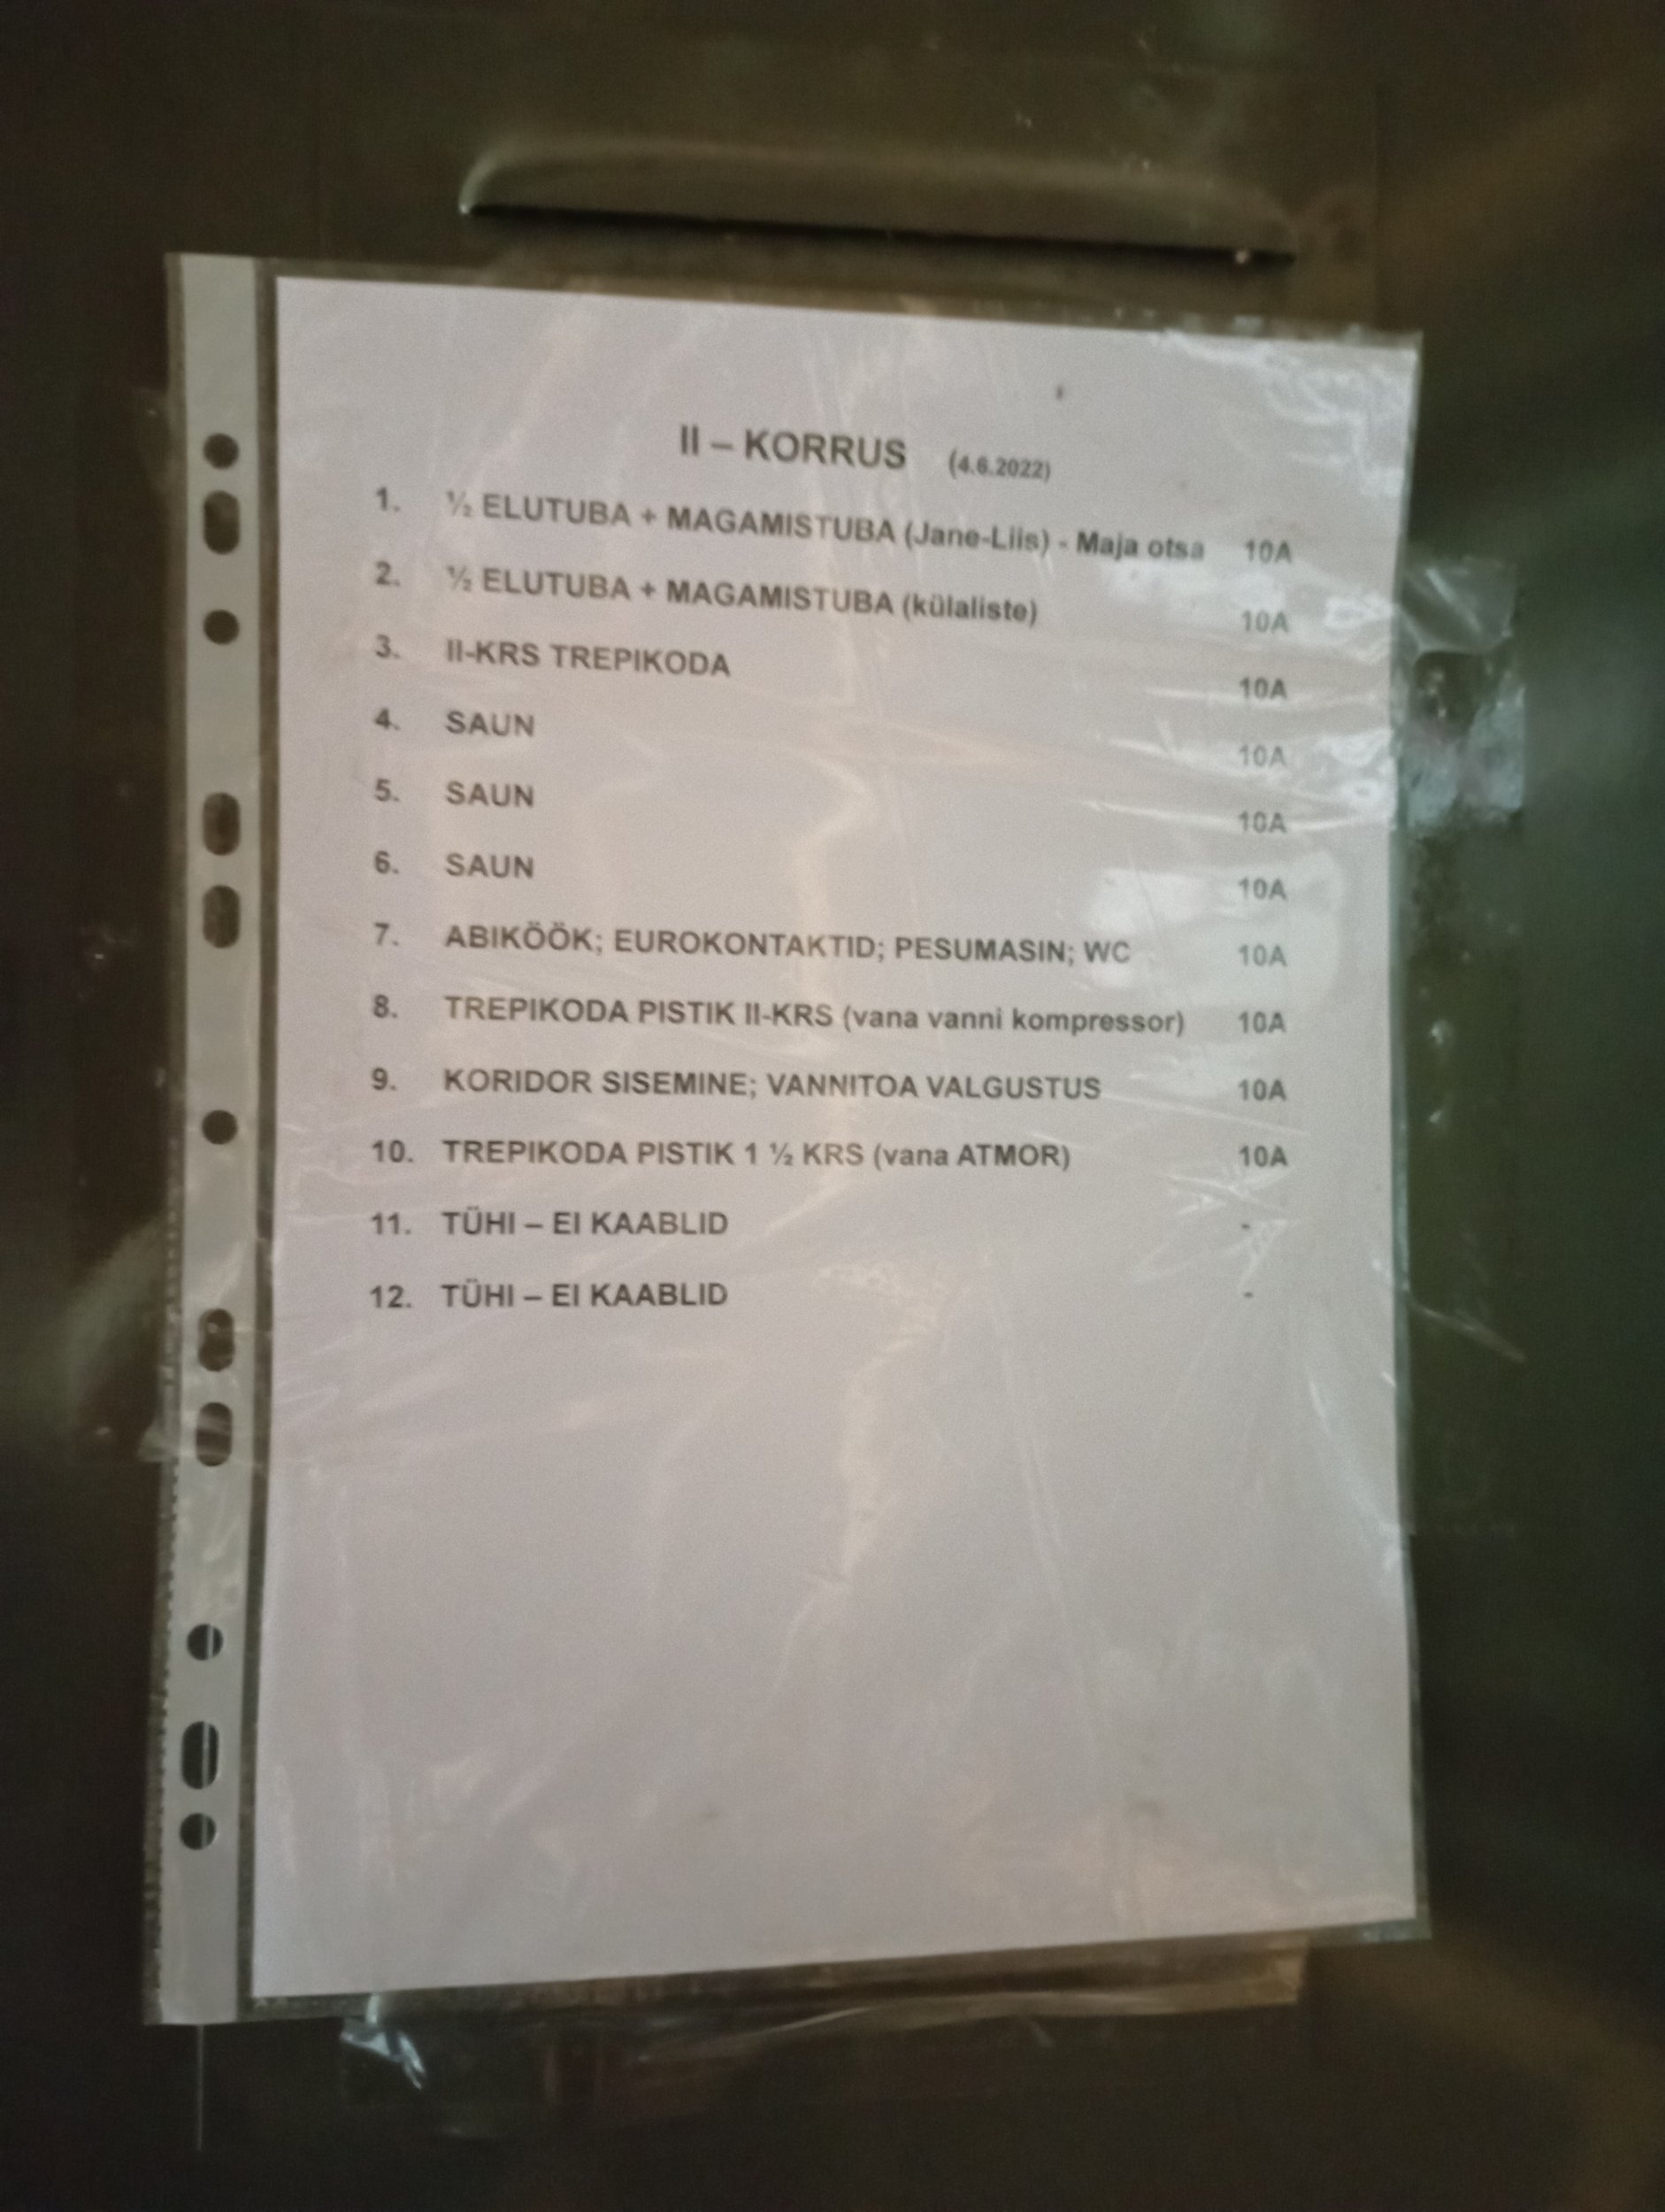 II – KORRUS (4.6.2022)
1. ½ ELUTUBA + MAGAMISTUBA (Jane-Liis) - Maja otsa 10A
2. ½ ELUTUBA + MAGAMISTUBA (külaliste) 10A
3. II-KRS TREPIKODA 10A
4. SAUN 10A
5. SAUN 10A
6. SAUN 10A
7. ABIKÖÖK; EUROKONTAKTID; PESUMASIN; WC 10A
8. TREPIKODA PISTIK II-KRS (vana vanni kompressor) 10A
9. KORIDOR SISEMINE; VANNITOA VALGUSTUS 10A
10. TREPIKODA PISTIK 1 ½ KRS (vana ATMOR) 10A
11. TÜHI – EI KAABLID -
12. TÜHI – EI KAABLID -